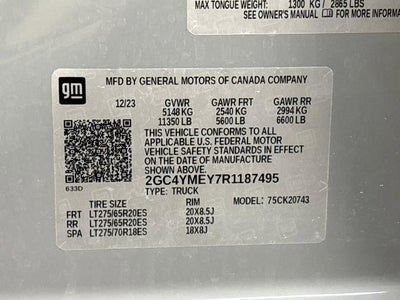 MAX TONGUE WEIGHT: 1300 KG / 2865 LBS
SEE OWNER'S MANUAL FOR MORE INFORMATION
gm
MFD BY GENERAL MOTORS OF CANADA COMPANY
12/23 GVWR GAWR FRT GAWR RR
5148 KG 2540 KG 2994 KG
11350 LB 5600 LB 6600 LB
THIS VEHICLE CONFORMS TO ALL APPLICABLE
U.S. FEDERAL MOTOR VEHICLE SAFETY
STANDARDS IN EFFECT ON THE DATE OF
MANUFACTURE SHOWN ABOVE.
2GC4YMEY7R1187495
633D TYPE: TRUCK
TIRE SIZE RIM MODEL: 75CK20743
FRT LT275/65R20ES 20X8.5J
RR LT275/65R20ES 20X8.5J
SPA LT275/70R18ES 18X8J